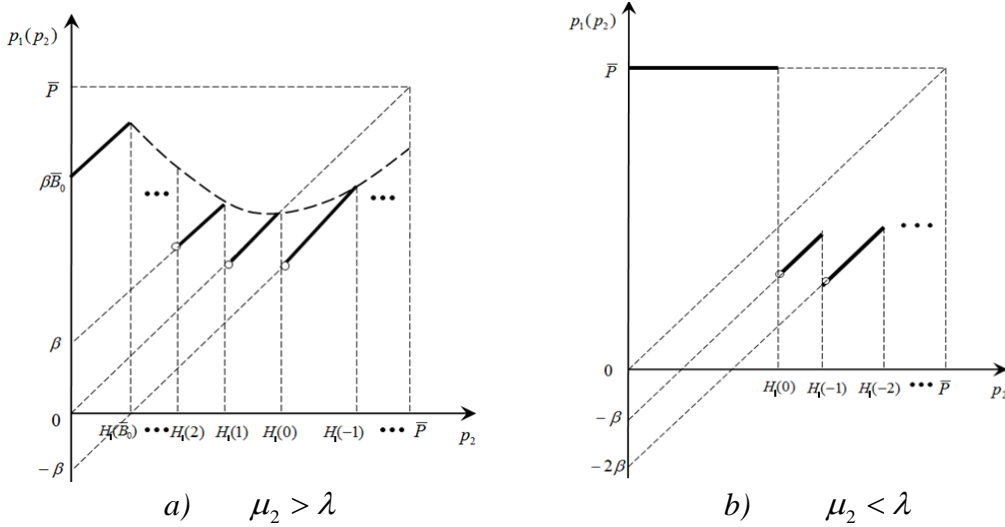 p₁(p₂)
P̅
βB̅₀
•••
•••
β
0
H₁(B̅₀) ••• H₁(2) H₁(1) H₁(0) H₁(-1) ••• P̅ p₂
-β
a) μ₂ > λ
p₁(p₂)
P̅
•••
0
H₁(0) H₁(-1) H₁(-2) ••• P̅ p₂
-β
-2β
b) μ₂ < λ